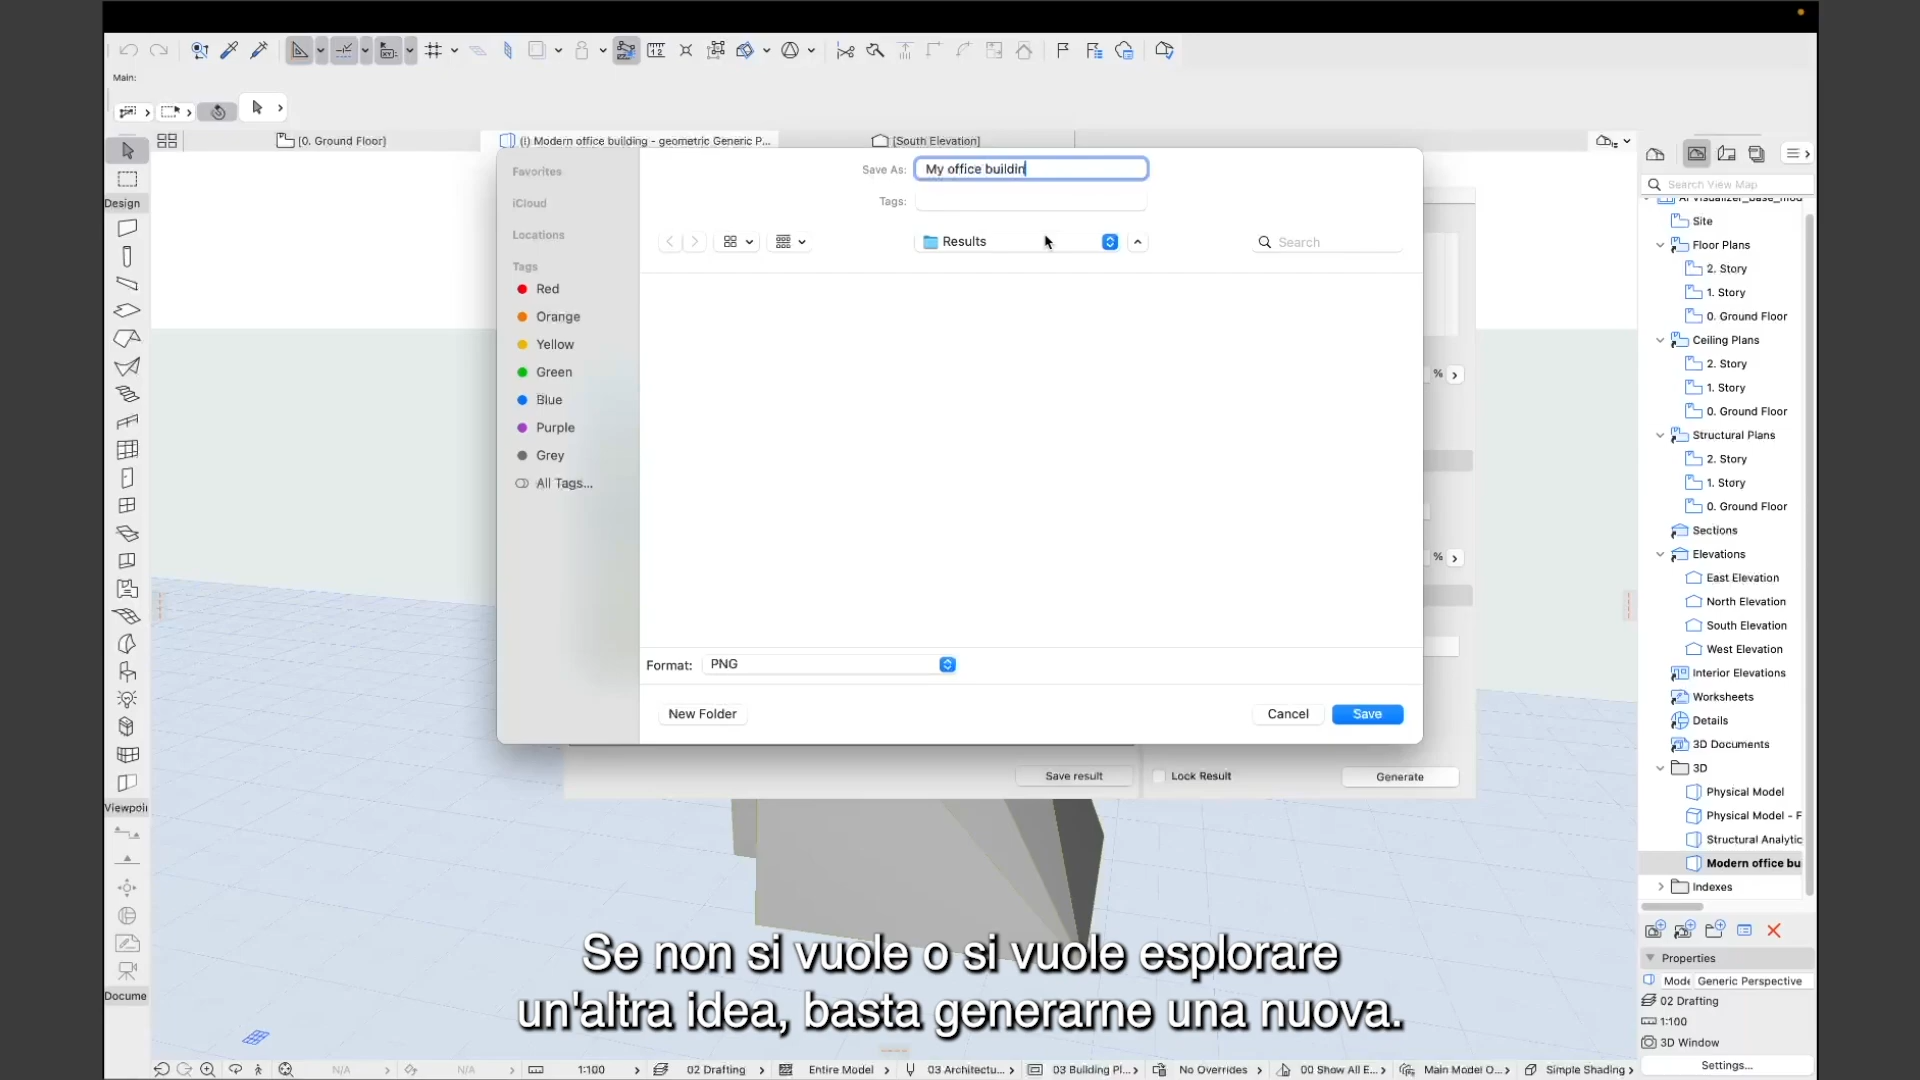 Main:
[0. Ground Floor]
(!) Modern office building - geometric Generic P...
[South Elevation]
Design
Viewpoi
Docume
Favorites
iCloud
Locations
Tags
Red
Orange
Yellow
Green
Blue
Purple
Grey
All Tags...
Save As: My office buildin
Tags:
Results
Search
Format: PNG
New Folder
Cancel
Save
%
%
Save result
Lock Result
Generate
Search View Map
AI Visualizer_base_mod
Site
Floor Plans
2. Story
1. Story
0. Ground Floor
Ceiling Plans
2. Story
1. Story
0. Ground Floor
Structural Plans
2. Story
1. Story
0. Ground Floor
Sections
Elevations
East Elevation
North Elevation
South Elevation
West Elevation
Interior Elevations
Worksheets
Details
3D Documents
3D
Physical Model
Physical Model - F
Structural Analytic
Modern office bu
Indexes
Properties
Mode Generic Perspective
02 Drafting
1:100
3D Window
Settings...
Se non si vuole o si vuole esplorare
un'altra idea, basta generarne una nuova.
N/A
N/A
1:100
02 Drafting
Entire Model
03 Architectu...
03 Building Pl...
No Overrides
00 Show All E...
Main Model O...
Simple Shading